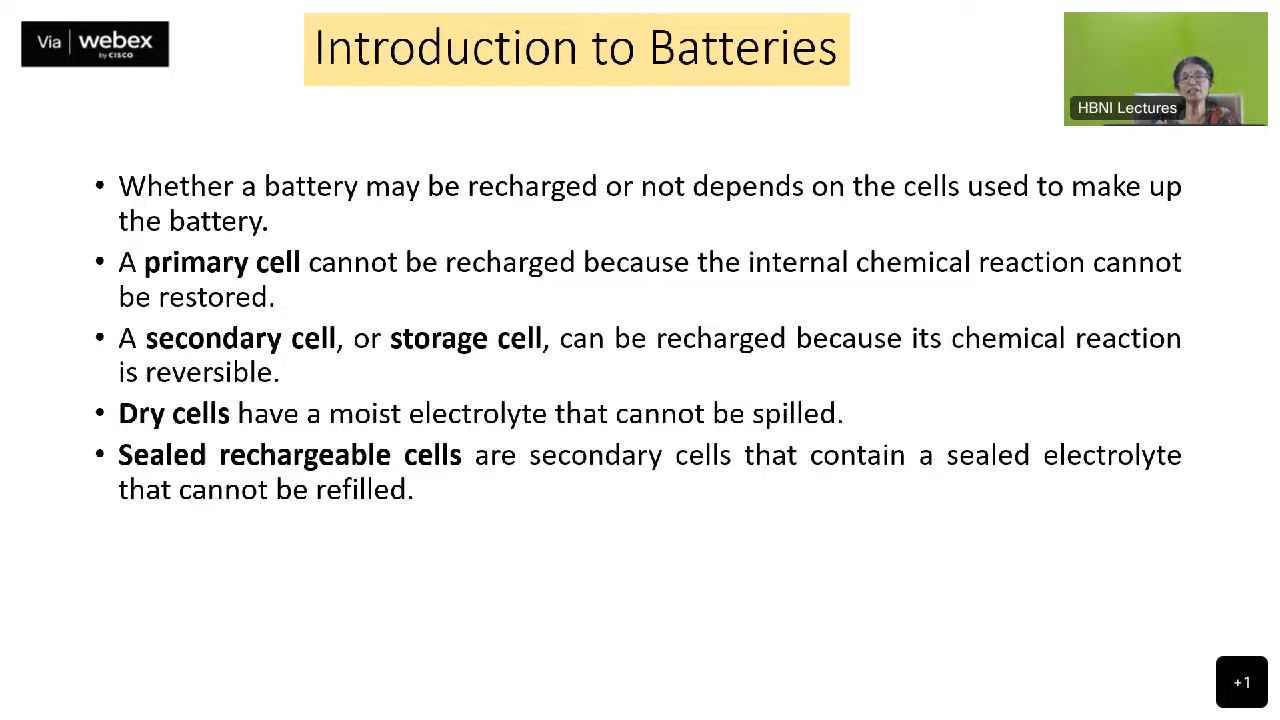 Via | webex
by CISCO
Introduction to Batteries
HBNI Lectures
• Whether a battery may be recharged or not depends on the cells used to make up
the battery.
• A primary cell cannot be recharged because the internal chemical reaction cannot
be restored.
• A secondary cell, or storage cell, can be recharged because its chemical reaction
is reversible.
• Dry cells have a moist electrolyte that cannot be spilled.
• Sealed rechargeable cells are secondary cells that contain a sealed electrolyte
that cannot be refilled.
+1